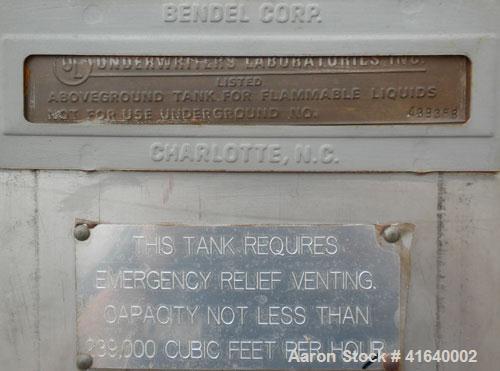 BENDEL CORP.
UL UNDERWRITERS LABORATORIES, INC.
LISTED
ABOVEGROUND TANK FOR FLAMMABLE LIQUIDS
NOT FOR USE UNDERGROUND NO.
CHARLOTTE, N.C.
THIS TANK REQUIRES
EMERGENCY RELIEF VENTING.
CAPACITY NOT LESS THAN
CUBIC FEET PER HOUR
Aaron Stock # 41640002